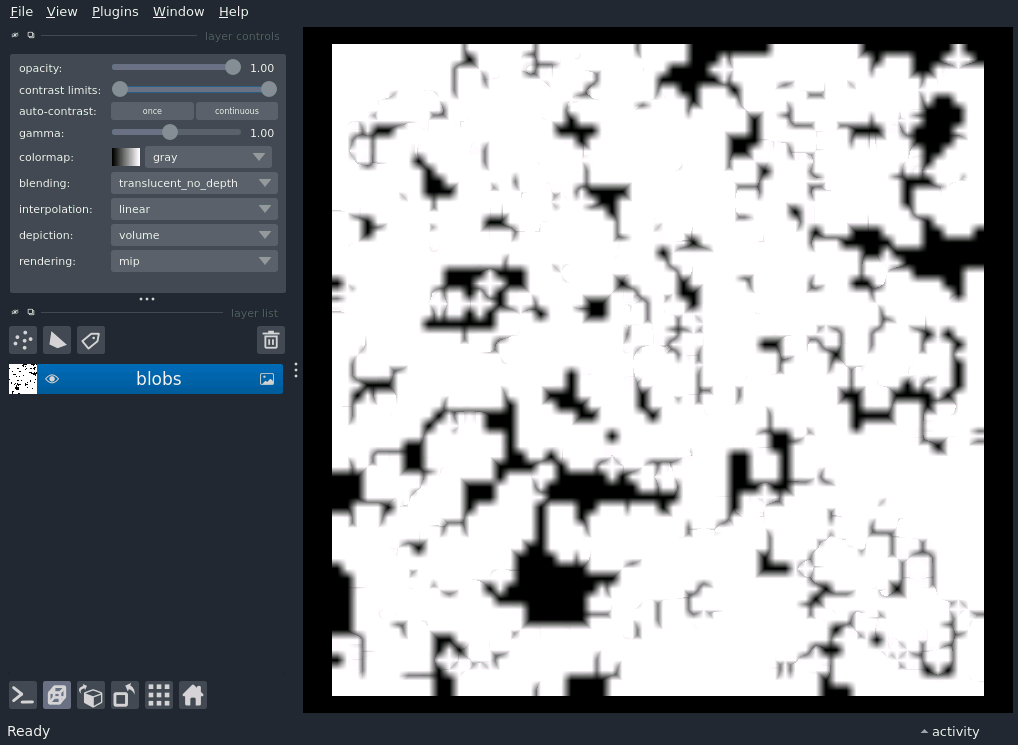 File View Plugins Window Help
layer controls
opacity: 1.00
contrast limits:
auto-contrast: once continuous
gamma: 1.00
colormap: gray
blending: translucent_no_depth
interpolation: linear
depiction: volume
rendering: mip
layer list
blobs
Ready activity